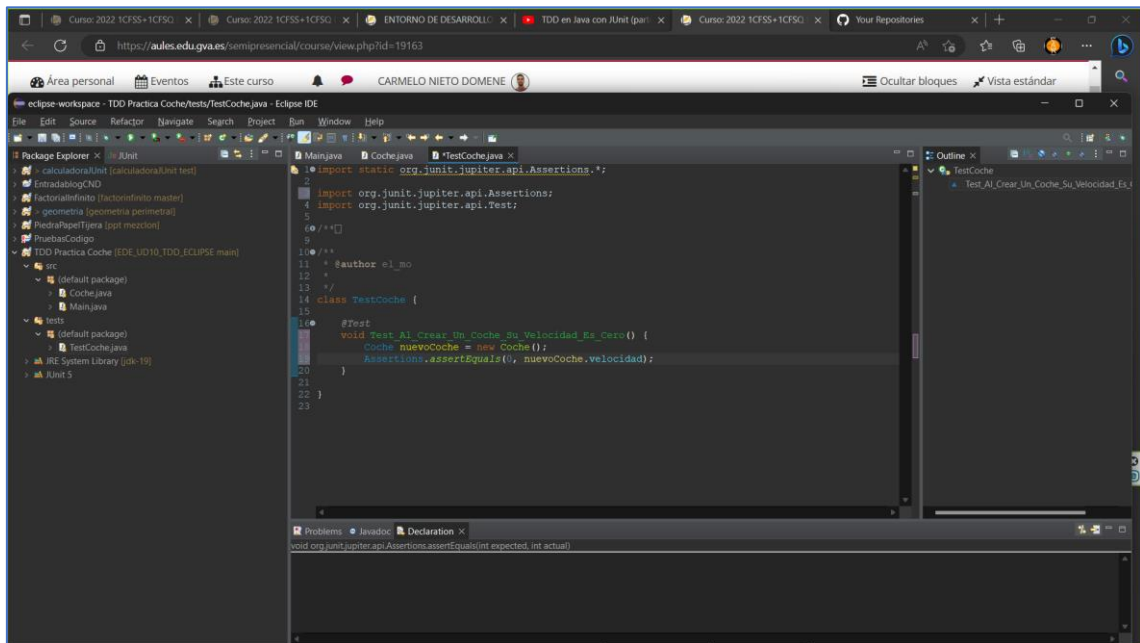 Curso: 2022 1CFSS+1CFSG
Curso: 2022 1CFSS+1CFSG
ENTORNO DE DESARROLLO
TDD en Java con JUnit (part
Curso: 2022 1CFSS+1CFSG
Your Repositories
https://aules.edu.gva.es/semipresencial/course/view.php?id=19163
Área personal Eventos Este curso CARMELO NIETO DOMENE Ocultar bloques Vista estándar
eclipse-workspace - TDD Practica Coche/tests/TestCoche.java - Eclipse IDE
File Edit Source Refactor Navigate Search Project Run Window Help
Package Explorer JUnit
> calculadoraJUnit [calculadoraJUnit test]
EntradablogCND
FactorialInfinito [factorinfinito master]
> geometria [geometria perimetral]
PiedraPapelTijera [ppt mezclon]
PruebasCodigo
TDD Practica Coche [EDE_UD10_TDD_ECLIPSE main]
src
(default package)
Coche.java
Main.java
tests
(default package)
TestCoche.java
JRE System Library [jdk-19]
JUnit 5
Main.java Coche.java *TestCoche.java
1 import static org.junit.jupiter.api.Assertions.*;
2
import org.junit.jupiter.api.Assertions;
4 import org.junit.jupiter.api.Test;
5
6 /**
9
10 /**
11 * @author el_mo
12 *
13 */
14 class TestCoche {
15
16 @Test
17 void Test_Al_Crear_Un_Coche_Su_Velocidad_Es_Cero() {
18 Coche nuevoCoche = new Coche();
19 Assertions.assertEquals(0, nuevoCoche.velocidad);
20 }
21
22 }
23
Outline
TestCoche
Test_Al_Crear_Un_Coche_Su_Velocidad_Es_
Problems Javadoc Declaration
void org.junit.jupiter.api.Assertions.assertEquals(int expected, int actual)